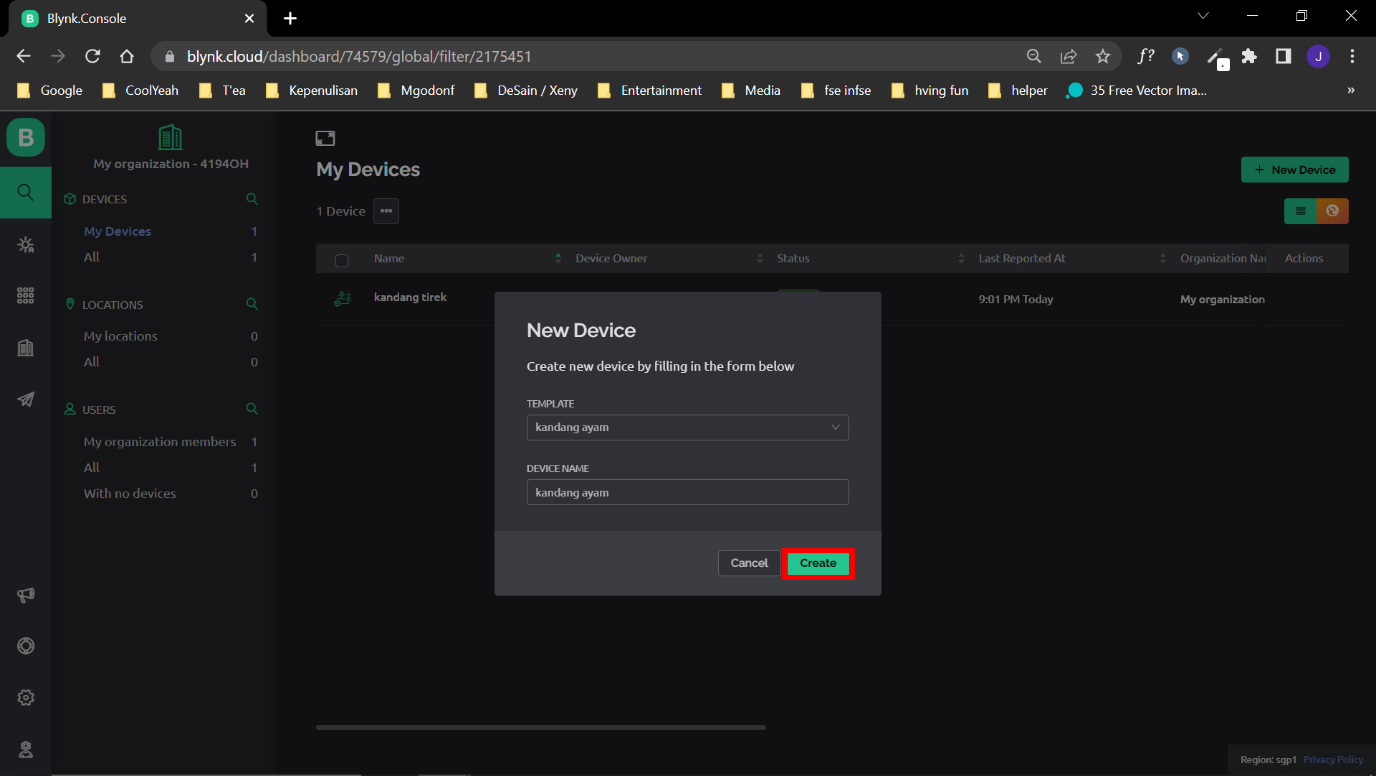 B Blynk.Console
blynk.cloud/dashboard/74579/global/filter/2175451
f?
J
Google CoolYeah T'ea Kepenulisan Mgodonf DeSain / Xeny Entertainment Media fse infse hving fun helper 35 Free Vector Ima... »
B
My organization - 4194OH
DEVICES
My Devices 1
All 1
LOCATIONS
My locations 0
All 0
USERS
My organization members 1
All 1
With no devices 0
My Devices
+ New Device
1 Device
Name Device Owner Status Last Reported At Organization Nar Actions
kandang tirek 9:01 PM Today My organization
New Device
Create new device by filling in the form below
TEMPLATE
kandang ayam
DEVICE NAME
kandang ayam
Cancel Create
Region: sgp1 Privacy Policy